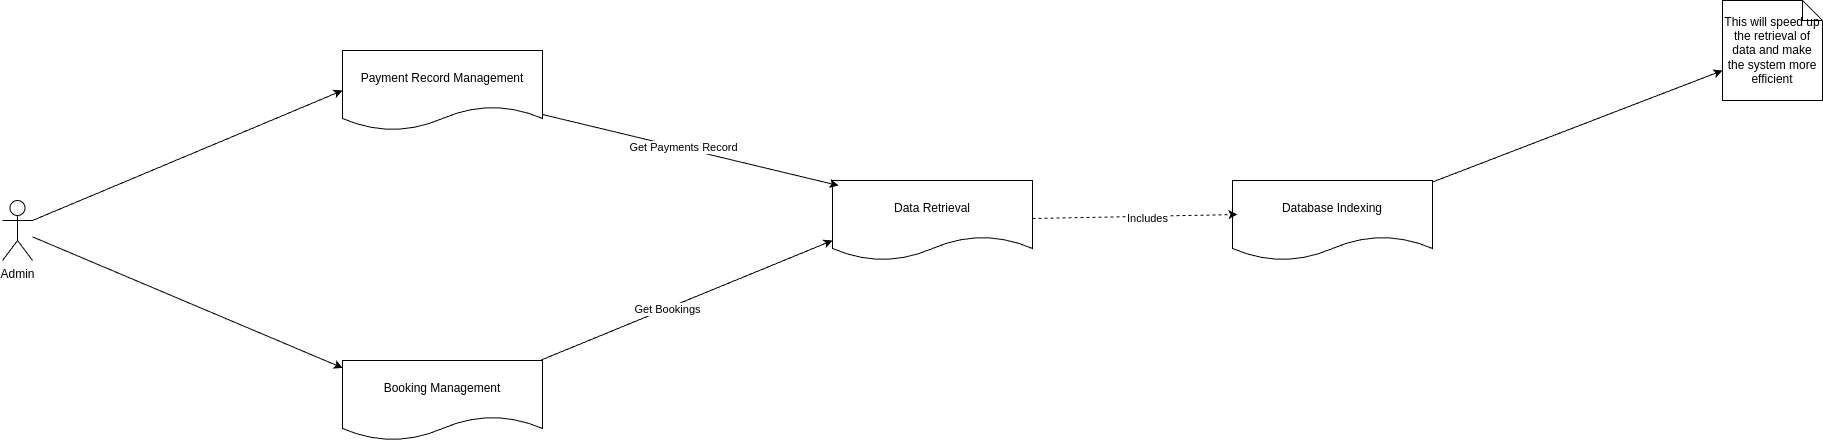 This will speed up
the retrieval of
data and make
the system more
efficient
Payment Record Management
Get Payments Record
Data Retrieval
Includes
Database Indexing
Admin
Get Bookings
Booking Management